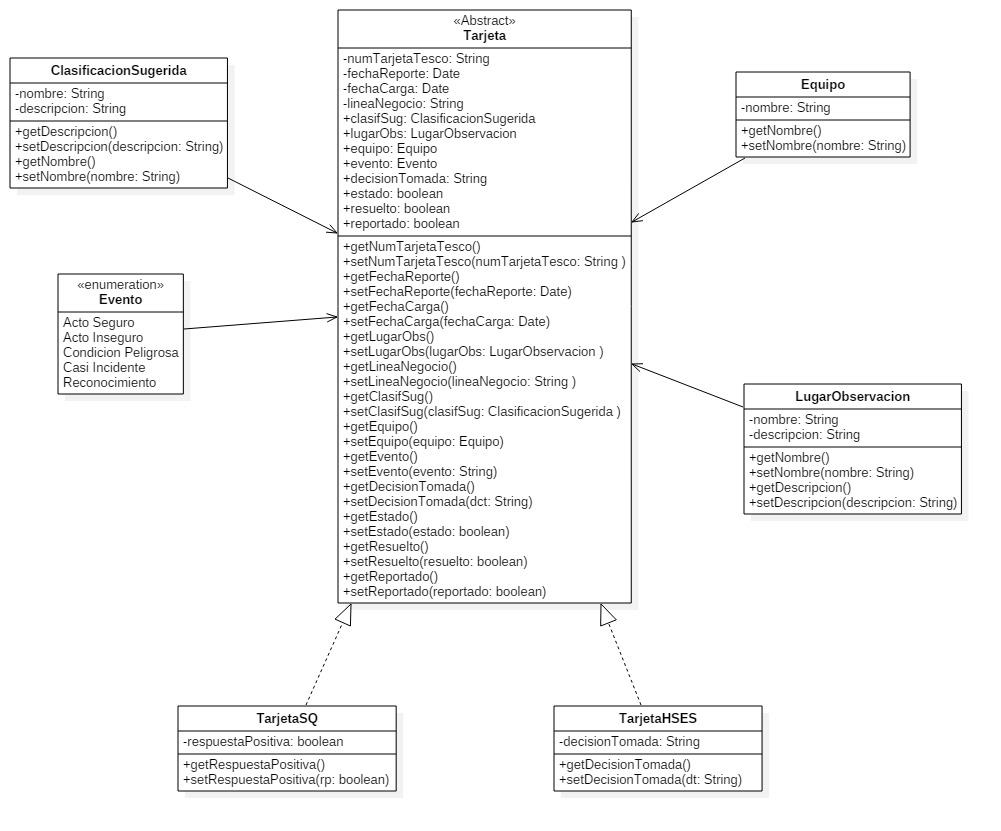 «Abstract»
Tarjeta
-numTarjetaTesco: String
-fechaReporte: Date
-fechaCarga: Date
-lineaNegocio: String
+clasifSug: ClasificacionSugerida
+lugarObs: LugarObservacion
+equipo: Equipo
+evento: Evento
+decisionTomada: String
+estado: boolean
+resuelto: boolean
+reportado: boolean
+getNumTarjetaTesco()
+setNumTarjetaTesco(numTarjetaTesco: String )
+getFechaReporte()
+setFechaReporte(fechaReporte: Date)
+getFechaCarga()
+setFechaCarga(fechaCarga: Date)
+getLugarObs()
+setLugarObs(lugarObs: LugarObservacion )
+getLineaNegocio()
+setLineaNegocio(lineaNegocio: String )
+getClasifSug()
+setClasifSug(clasifSug: ClasificacionSugerida )
+getEquipo()
+setEquipo(equipo: Equipo)
+getEvento()
+setEvento(evento: String)
+getDecisionTomada()
+setDecisionTomada(dct: String)
+getEstado()
+setEstado(estado: boolean)
+getResuelto()
+setResuelto(resuelto: boolean)
+getReportado()
+setReportado(reportado: boolean)
ClasificacionSugerida
-nombre: String
-descripcion: String
+getDescripcion()
+setDescripcion(descripcion: String)
+getNombre()
+setNombre(nombre: String)
Equipo
-nombre: String
+getNombre()
+setNombre(nombre: String)
«enumeration»
Evento
Acto Seguro
Acto Inseguro
Condicion Peligrosa
Casi Incidente
Reconocimiento
LugarObservacion
-nombre: String
-descripcion: String
+getNombre()
+setNombre(nombre: String)
+getDescripcion()
+setDescripcion(descripcion: String)
TarjetaSQ
-respuestaPositiva: boolean
+getRespuestaPositiva()
+setRespuestaPositiva(rp: boolean)
TarjetaHSES
-decisionTomada: String
+getDecisionTomada()
+setDecisionTomada(dt: String)